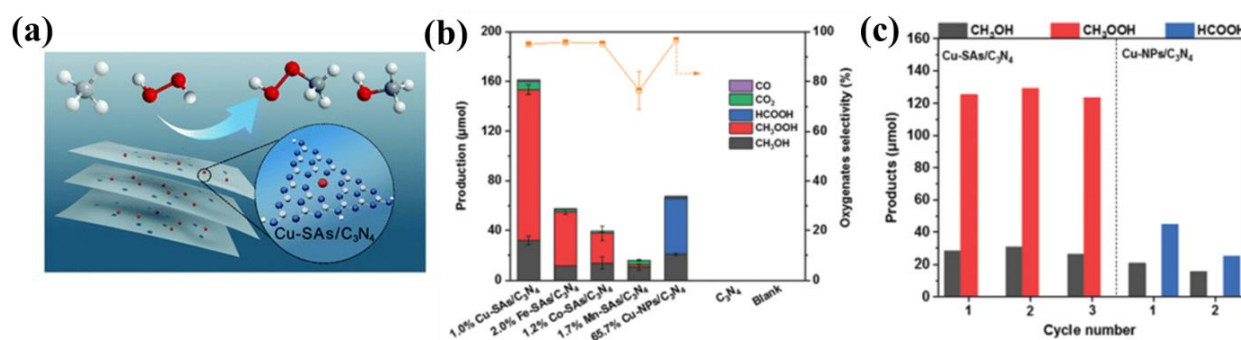 (a)
Cu-SAs/C₃N₄
(b)
Production (μmol)
200
160
120
80
40
0
CO
CO₂
HCOOH
CH₃OOH
CH₃OH
100
80
60
40
20
0
Oxygenates selectivity (%)
1.0% Cu-SAs/C₃N₄
2.0% Fe-SAs/C₃N₄
1.2% Co-SAs/C₃N₄
1.7% Mn-SAs/C₃N₄
65.7% Cu-NPs/C₃N₄
C₃N₄
Blank
(c)
CH₃OH CH₃OOH HCOOH
Products (μmol)
160
140
120
100
80
60
40
20
0
Cu-SAs/C₃N₄ Cu-NPs/C₃N₄
1 2 3 1 2
Cycle number